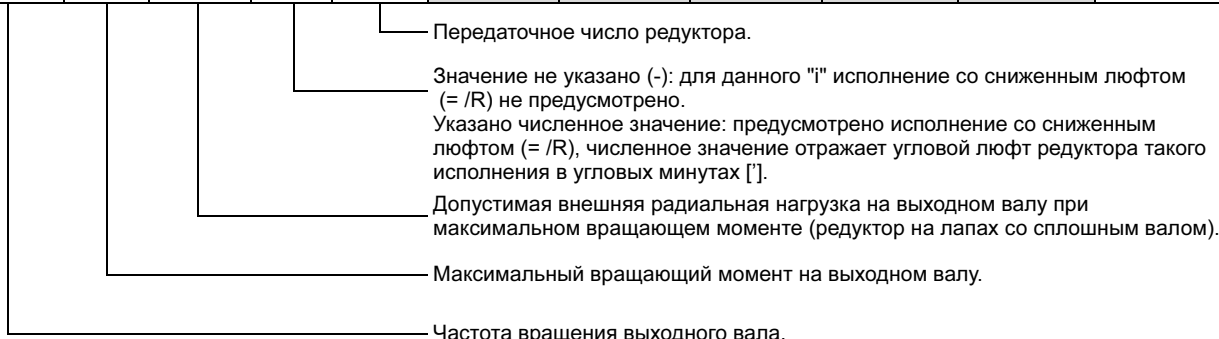 Передаточное число редуктора.
Значение не указано (-): для данного "i" исполнение со сниженным люфтом
(= /R) не предусмотрено.
Указано численное значение: предусмотрено исполнение со сниженным
люфтом (= /R), численное значение отражает угловой люфт редуктора такого
исполнения в угловых минутах ['].
Допустимая внешняя радиальная нагрузка на выходном валу при
максимальном вращающем моменте (редуктор на лапах со сплошным валом).
Максимальный вращающий момент на выходном валу.
Частота вращения выходного вала.